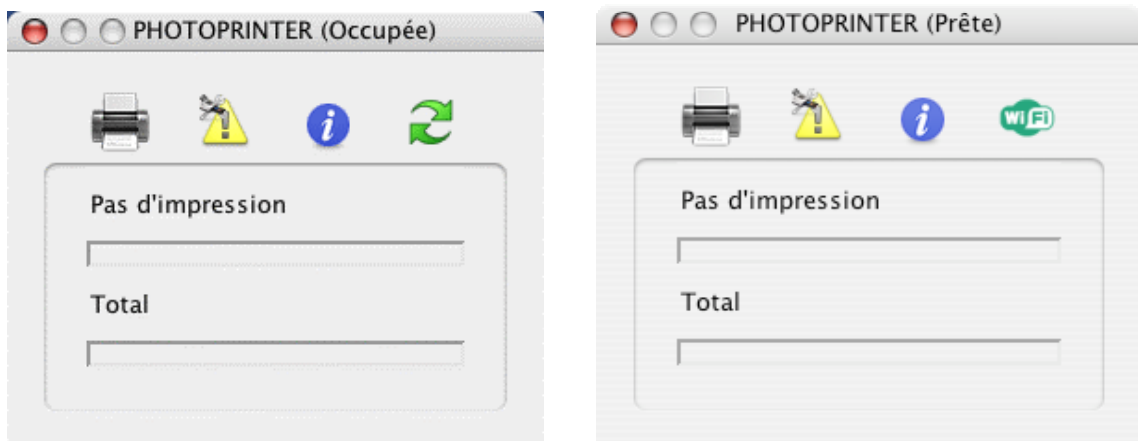 PHOTOPRINTER (Occupée)
Pas d'impression
Total
PHOTOPRINTER (Prête)
WiFi
Pas d'impression
Total